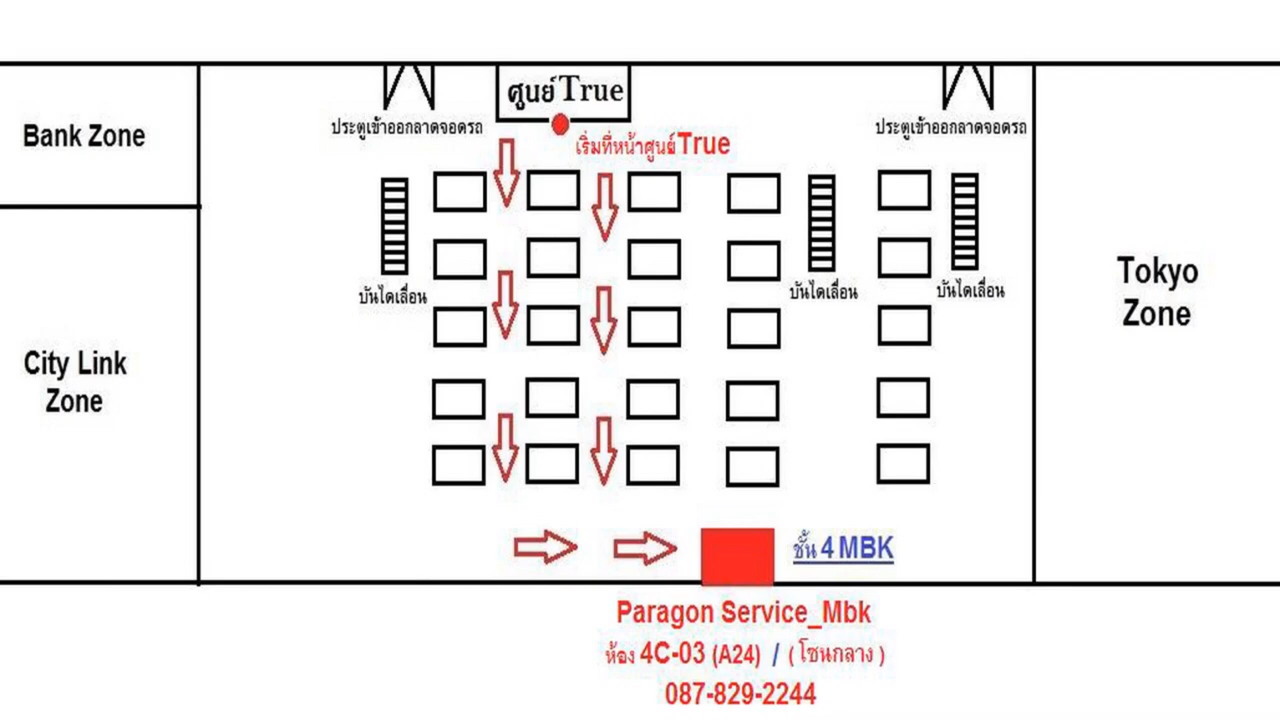 ศูนย์True
Bank Zone
ประตูเข้าออกลาดจอดรถ
ประตูเข้าออกลาดจอดรถ
เริ่มที่หน้าศูนย์True
บันไดเลื่อน
บันไดเลื่อน
บันไดเลื่อน
Tokyo
Zone
City Link
Zone
ชั้น 4 MBK
Paragon Service_Mbk
ห้อง 4C-03 (A24) / ( โซนกลาง )
087-829-2244